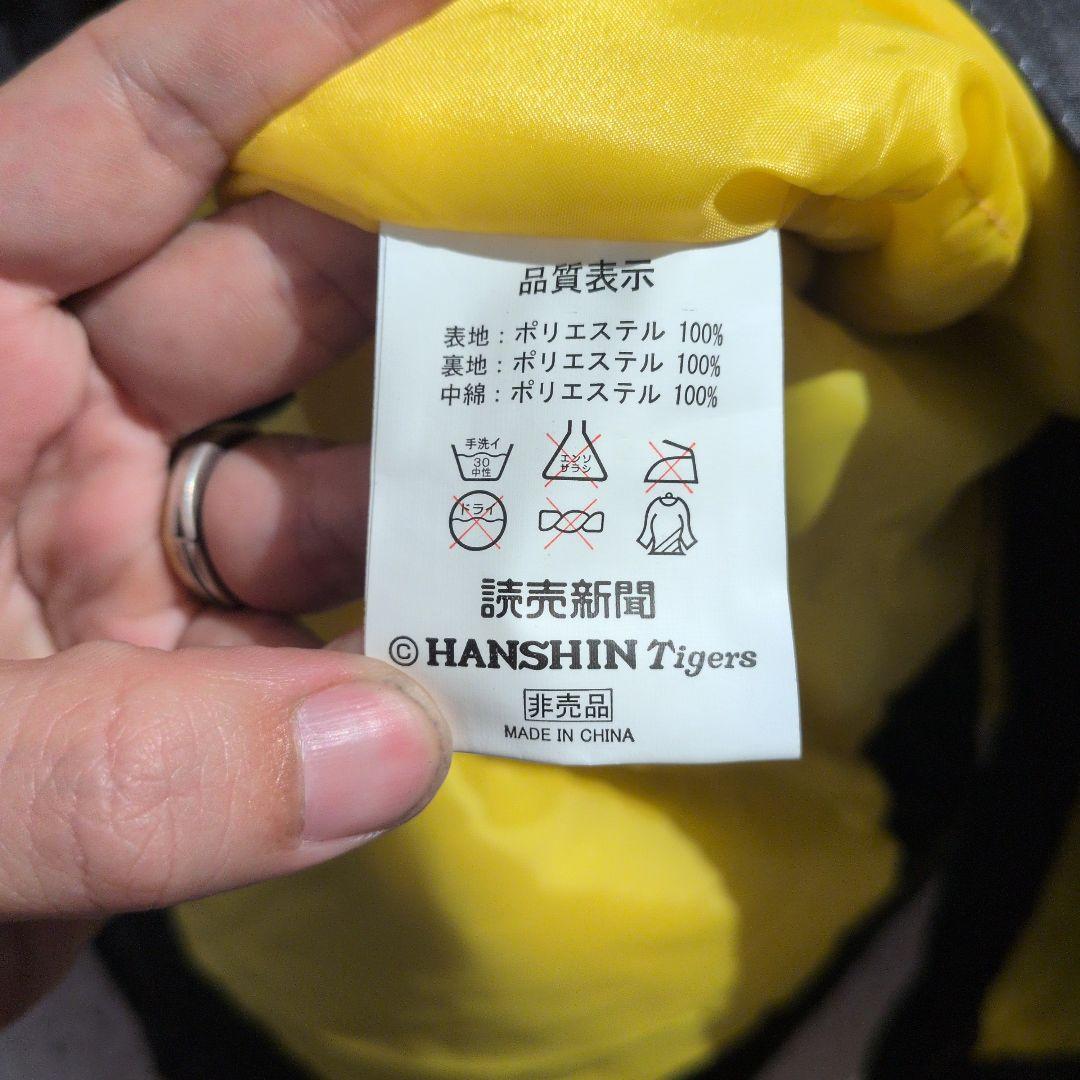 品質表示
表地：ポリエステル 100%
裏地：ポリエステル 100%
中綿：ポリエステル 100%
手洗イ
30
中性
エンソ
サラシ
ドライ
読売新聞
©HANSHIN Tigers
非売品
MADE IN CHINA